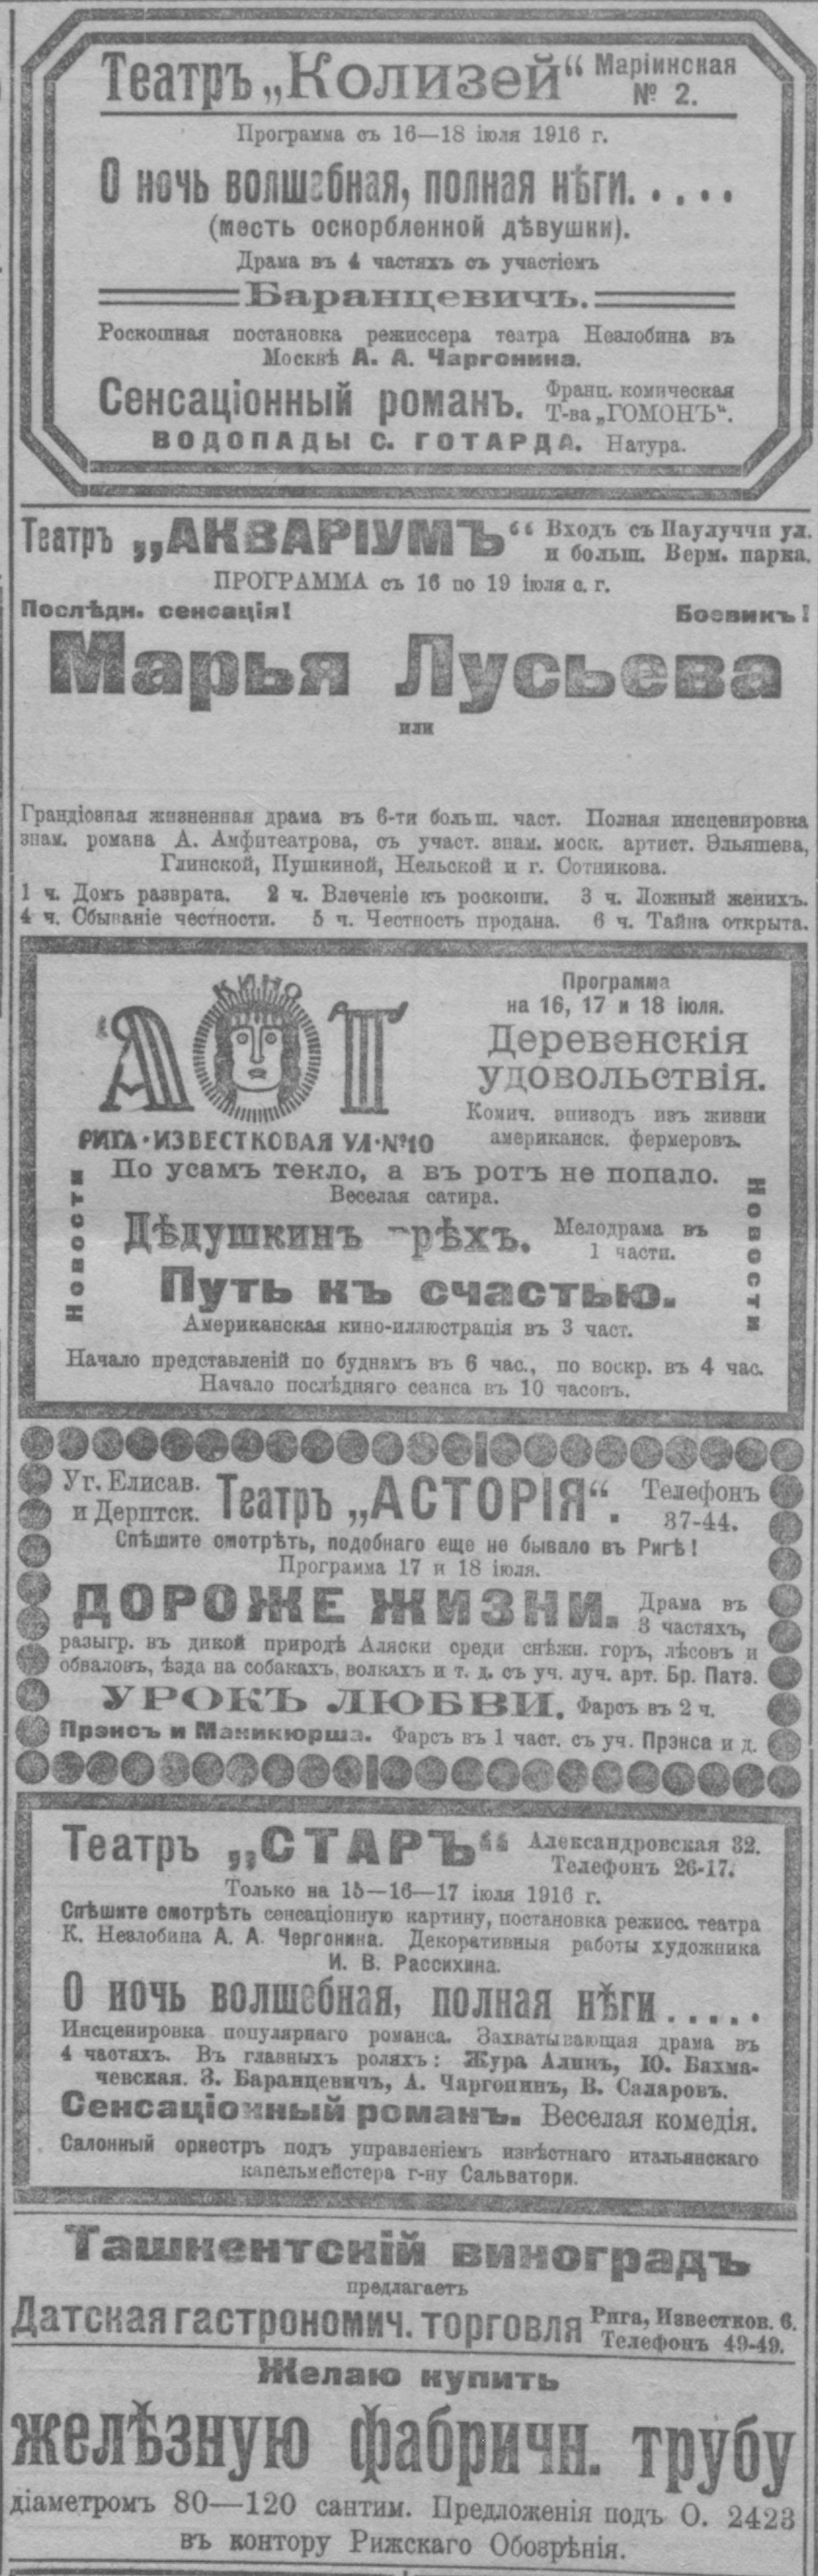 Театръ „Колизей“ Маріинская
№ 2.
Программа съ 16—18 іюля 1916 г.
О ночь волшебная, полная нѣги. . . . .
(месть оскорбленной дѣвушки).
Драма въ 4 частяхъ съ участіемъ
Баранцевичъ.
Роскошная постановка режиссера театра Незлобина въ
Москвѣ А. А. Чаргонина.
Сенсаціонный романъ. Франц. комическая
Т-ва „ГОМОНЪ“.
ВОДОПАДЫ С. ГОТАРДА. Натура.
Театръ „АКВАРІУМЪ“ Входъ съ Паулуччи ул.
и больш. Верм. парка.
ПРОГРАММА съ 16 по 19 іюля с. г.
Послѣдн. сенсація! Боевикъ!
Марья Лусьева
или
Грандіозная жизненная драма въ 6-ти больш. част. Полная инсценировка
знам. романа А. Амфитеатрова, съ участ. знам. моск. артист. Эльяшева,
Глинской, Пушкиной, Нельской и г. Сотникова.
1 ч. Домъ разврата. 2 ч. Влеченіе къ роскоши. 3 ч. Ложный женихъ.
4 ч. Сбываніе честности. 5 ч. Честность продана. 6 ч. Тайна открыта.
КИНО
АОТ
РИГА·ИЗВЕСТКОВАЯ УЛ·№10
Программа
на 16, 17 и 18 іюля.
Деревенскія
удовольствія.
Комич. эпизодъ изъ жизни
американск. фермеровъ.
По усамъ текло, а въ ротъ не попало.
Веселая сатира.
Новости
Новости
Дѣдушкинъ грѣхъ. Мелодрама въ
1 части.
Путь къ счастью.
Американская кино-иллюстрація въ 3 част.
Начало представленій по буднямъ въ 6 час., по воскр. въ 4 час.
Начало послѣдняго сеанса въ 10 часовъ.
Уг. Елисав.
и Дерптск. Театръ „АСТОРІЯ“. Телефонъ
37-44.
Спѣшите смотрѣть, подобнаго еще не бывало въ Ригѣ!
Программа 17 и 18 іюля.
ДОРОЖЕ ЖИЗНИ. Драма въ
3 частяхъ,
разыгр. въ дикой природѣ Аляски среди снѣжн. горъ, лѣсовъ и
обваловъ, ѣзда на собакахъ, волкахъ и т. д. съ уч. луч. арт. Бр. Патэ.
УРОКЪ ЛЮБВИ. Фарсъ въ 2 ч.
Прэнсъ и Маникюрша. Фарсъ въ 1 част. съ уч. Прэнса и д.
Театръ „СТАРЪ“ Александровская 32.
Телефонъ 26-17.
Только на 15—16—17 іюля 1916 г.
Спѣшите смотрѣть сенсаціонную картину, постановка режисс. театра
К. Незлобина А. А. Чергонина. Декоративныя работы художника
И. В. Рассихина.
О ночь волшебная, полная нѣги . . . . .
Инсценировка популярнаго романса. Захватывающая драма въ
4 частяхъ. Въ главныхъ роляхъ: Жура Алинъ, Ю. Бахма-
чевская. З. Баранцевичъ, А. Чаргонинъ, В. Саларовъ.
Сенсаціонный романъ. Веселая комедія.
Салонный оркестръ подъ управленіемъ извѣстнаго итальянскаго
капельмейстера г-ну Сальватори.
Ташкентскій виноградъ
предлагаетъ
Датская гастрономич. торговля Рига, Известков. 6.
Телефонъ 49-49.
Желаю купить
желѣзную фабричн. трубу
діаметромъ 80—120 сантим. Предложенія подъ О. 2423
въ контору Рижскаго Обозрѣнія.